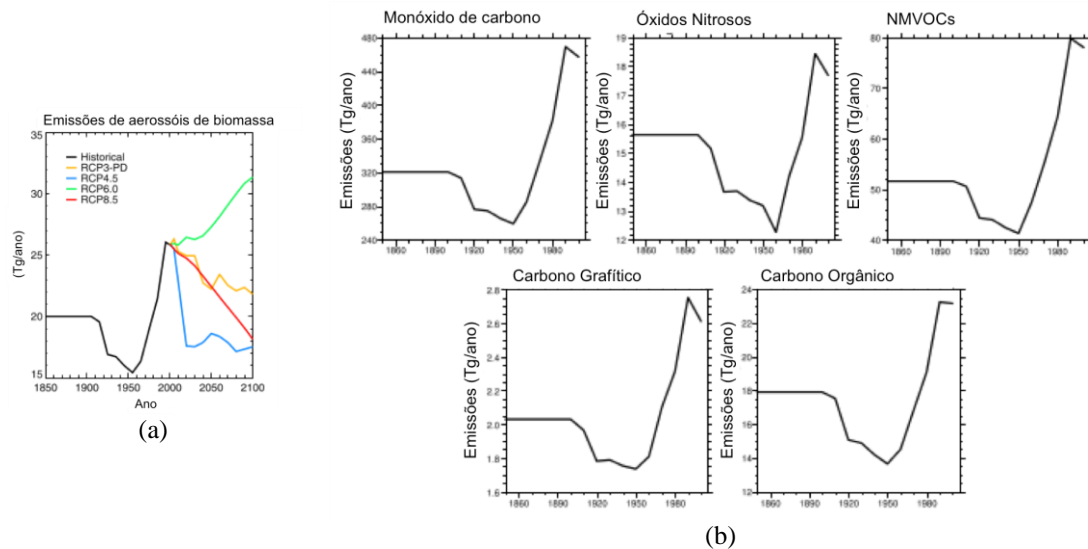 Emissões de aerossóis de biomassa
35
30
25
20
15
(Tg/ano)
Historical
RCP3-PD
RCP4.5
RCP6.0
RCP8.5
1850 1900 1950 2000 2050 2100
Ano
(a)
Monóxido de carbono
Emissões (Tg/ano)
480
440
400
360
320
280
240
1860 1890 1920 1950 1980
Óxidos Nitrosos
Emissões (Tg/ano)
19
18
17
16
15
14
13
12
1860 1890 1920 1950 1980
NMVOCs
Emissões (Tg/ano)
80
70
60
50
40
1860 1890 1920 1950 1980
Carbono Grafítico
Emissões (Tg/ano)
2.8
2.6
2.4
2.2
2.0
1.8
1.6
1860 1890 1920 1950 1980
Carbono Orgânico
Emissões (Tg/ano)
24
22
20
18
16
14
12
1860 1890 1920 1950 1980
(b)